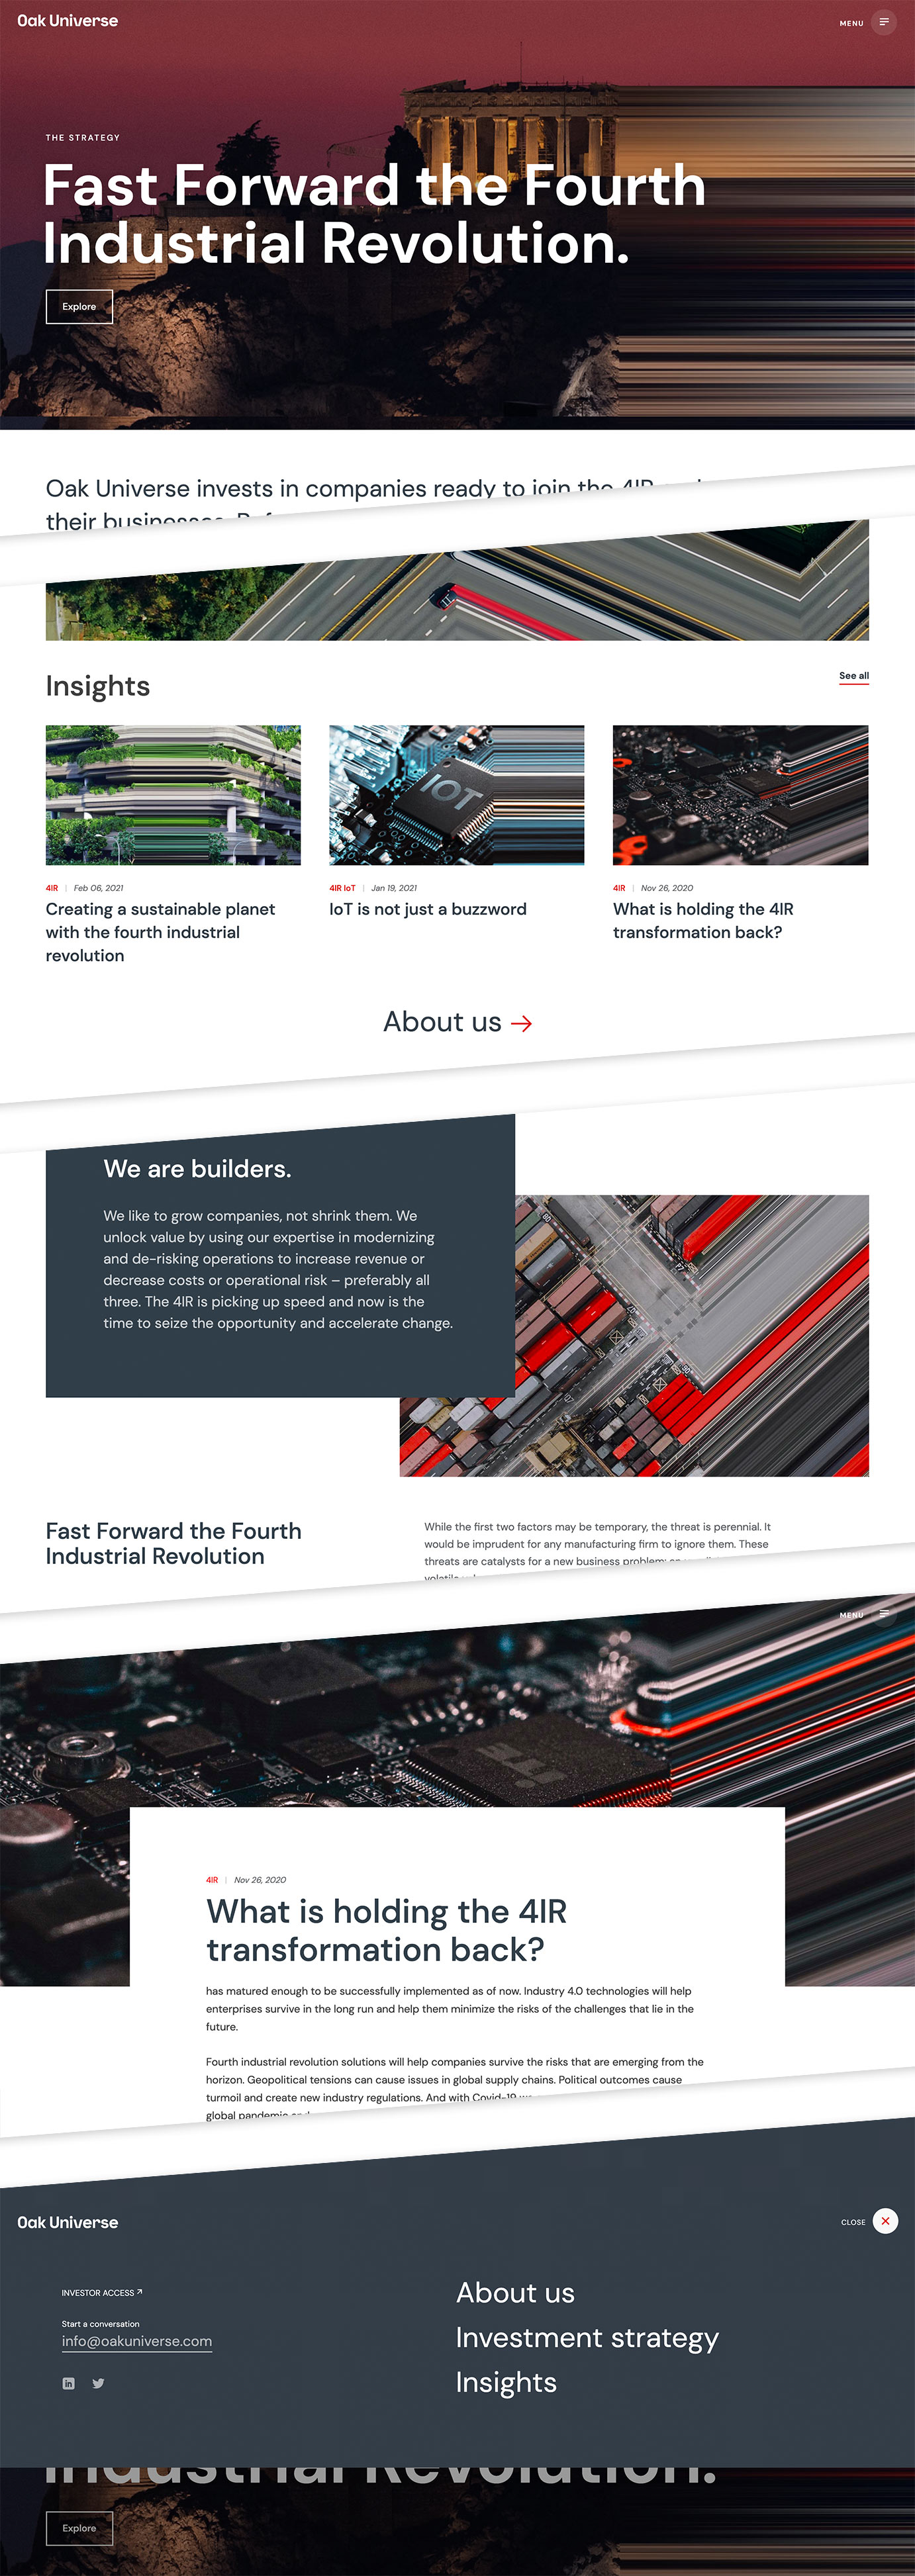 Oak Universe
MENU
THE STRATEGY
Fast Forward the Fourth
Industrial Revolution.
Explore
Oak Universe invests in companies ready to join the 4IR
their businesses.
Insights
See all
IOT
4IR | Feb 06, 2021
Creating a sustainable planet
with the fourth industrial
revolution
4IR IoT | Jan 19, 2021
IoT is not just a buzzword
4IR | Nov 26, 2020
What is holding the 4IR
transformation back?
About us →
We are builders.
We like to grow companies, not shrink them. We
unlock value by using our expertise in modernizing
and de-risking operations to increase revenue or
decrease costs or operational risk – preferably all
three. The 4IR is picking up speed and now is the
time to seize the opportunity and accelerate change.
Fast Forward the Fourth
Industrial Revolution
While the first two factors may be temporary, the threat is perennial. It
would be imprudent for any manufacturing firm to ignore them. These
threats are catalysts for a new business problem:
volatile
MENU
4IR | Nov 26, 2020
What is holding the 4IR
transformation back?
has matured enough to be successfully implemented as of now. Industry 4.0 technologies will help
enterprises survive in the long run and help them minimize the risks of the challenges that lie in the
future.
Fourth industrial revolution solutions will help companies survive the risks that are emerging from the
horizon. Geopolitical tensions can cause issues in global supply chains. Political outcomes cause
turmoil and create new industry regulations. And with Covid-19
global pandemic and
Oak Universe
CLOSE
INVESTOR ACCESS
Start a conversation
info@oakuniverse.com
About us
Investment strategy
Insights
Industrial Revolution.
Explore